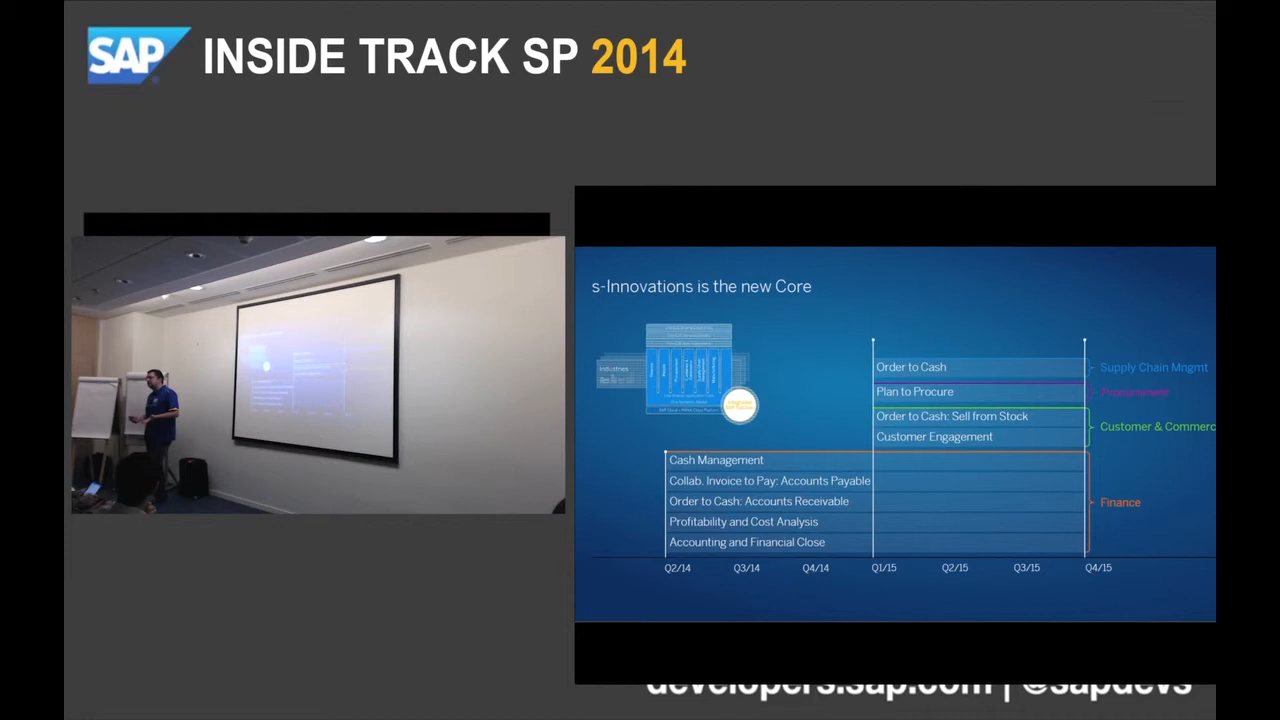 SAP
INSIDE TRACK SP 2014
s-Innovations is the new Core
Industries
Order to Cash
Supply Chain Mngmt
Plan to Procure
Procurement
Order to Cash: Sell from Stock
Customer & Commerc
Customer Engagement
Cash Management
Collab. Invoice to Pay: Accounts Payable
Order to Cash: Accounts Receivable
Finance
Profitability and Cost Analysis
Accounting and Financial Close
Q2/14 Q3/14 Q4/14 Q1/15 Q2/15 Q3/15 Q4/15
developers.sap.com | @sapdevs